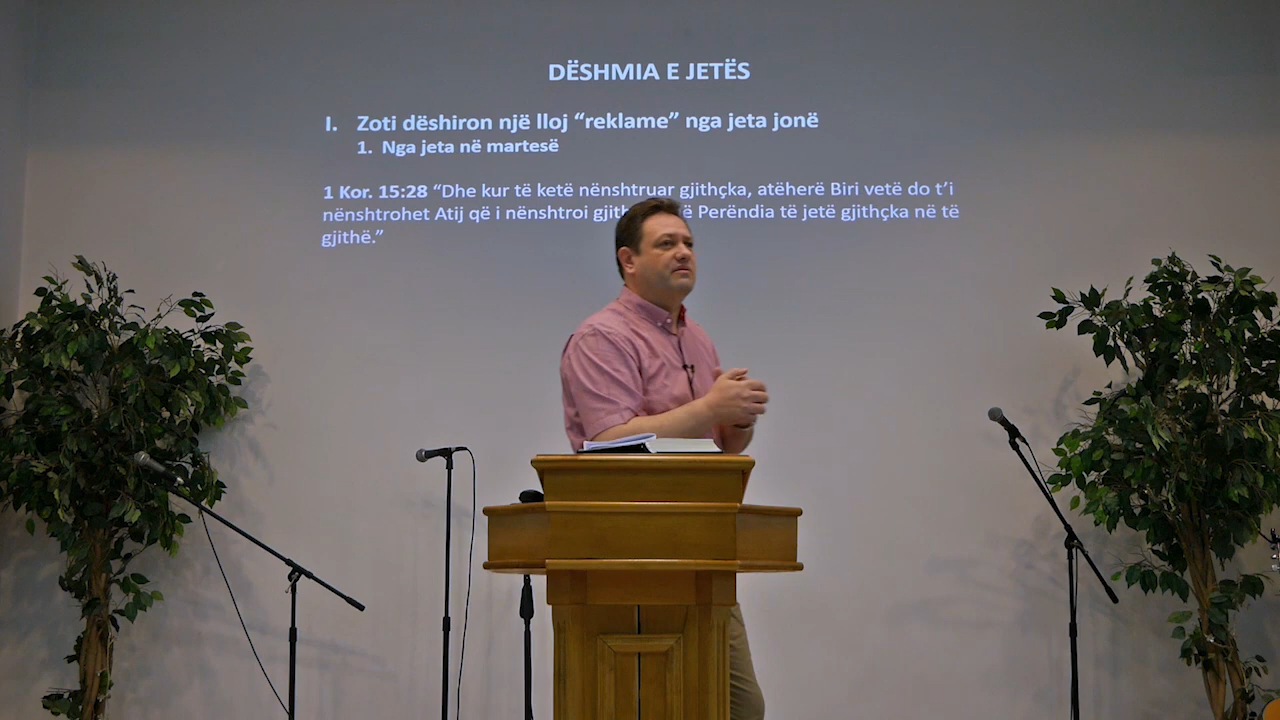 DËSHMIA E JETËS
I. Zoti dëshiron një lloj “reklame” nga jeta jonë
1. Nga jeta në martesë
1 Kor. 15:28 “Dhe kur të ketë nënshtruar gjithçka, atëherë Biri vetë do t’i
nënshtrohet Atij që i nënshtroi Perëndia të jetë gjithçka në të
gjithë.”